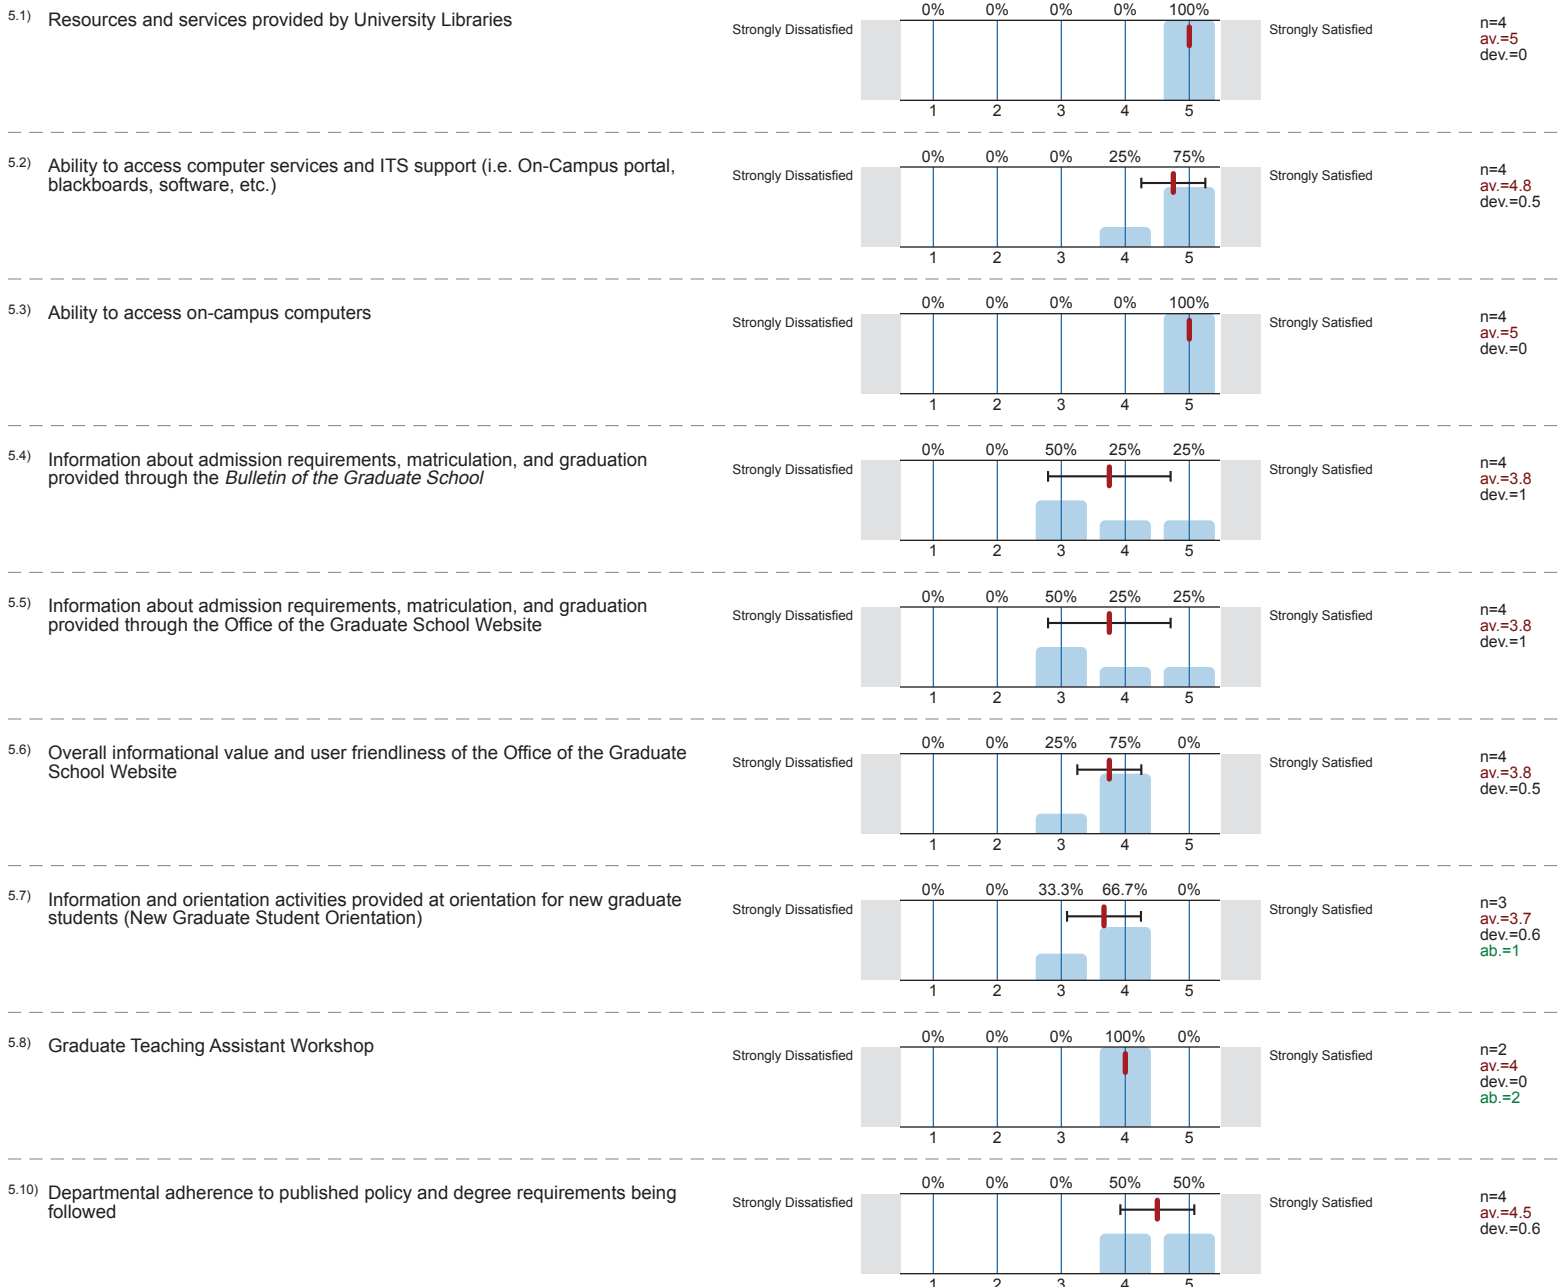 5.1) Resources and services provided by University Libraries
0% 0% 0% 0% 100%
Strongly Dissatisfied
Strongly Satisfied
n=4
av.=5
dev.=0
1 2 3 4 5
5.2) Ability to access computer services and ITS support (i.e. On-Campus portal,
blackboards, software, etc.)
0% 0% 0% 25% 75%
Strongly Dissatisfied
Strongly Satisfied
n=4
av.=4.8
dev.=0.5
1 2 3 4 5
5.3) Ability to access on-campus computers
0% 0% 0% 0% 100%
Strongly Dissatisfied
Strongly Satisfied
n=4
av.=5
dev.=0
1 2 3 4 5
5.4) Information about admission requirements, matriculation, and graduation
provided through the Bulletin of the Graduate School
0% 0% 50% 25% 25%
Strongly Dissatisfied
Strongly Satisfied
n=4
av.=3.8
dev.=1
1 2 3 4 5
5.5) Information about admission requirements, matriculation, and graduation
provided through the Office of the Graduate School Website
0% 0% 50% 25% 25%
Strongly Dissatisfied
Strongly Satisfied
n=4
av.=3.8
dev.=1
1 2 3 4 5
5.6) Overall informational value and user friendliness of the Office of the Graduate
School Website
0% 0% 25% 75% 0%
Strongly Dissatisfied
Strongly Satisfied
n=4
av.=3.8
dev.=0.5
1 2 3 4 5
5.7) Information and orientation activities provided at orientation for new graduate
students (New Graduate Student Orientation)
0% 0% 33.3% 66.7% 0%
Strongly Dissatisfied
Strongly Satisfied
n=3
av.=3.7
dev.=0.6
ab.=1
1 2 3 4 5
5.8) Graduate Teaching Assistant Workshop
0% 0% 0% 100% 0%
Strongly Dissatisfied
Strongly Satisfied
n=2
av.=4
dev.=0
ab.=2
1 2 3 4 5
5.10) Departmental adherence to published policy and degree requirements being
followed
0% 0% 0% 50% 50%
Strongly Dissatisfied
Strongly Satisfied
n=4
av.=4.5
dev.=0.6
1 2 3 4 5